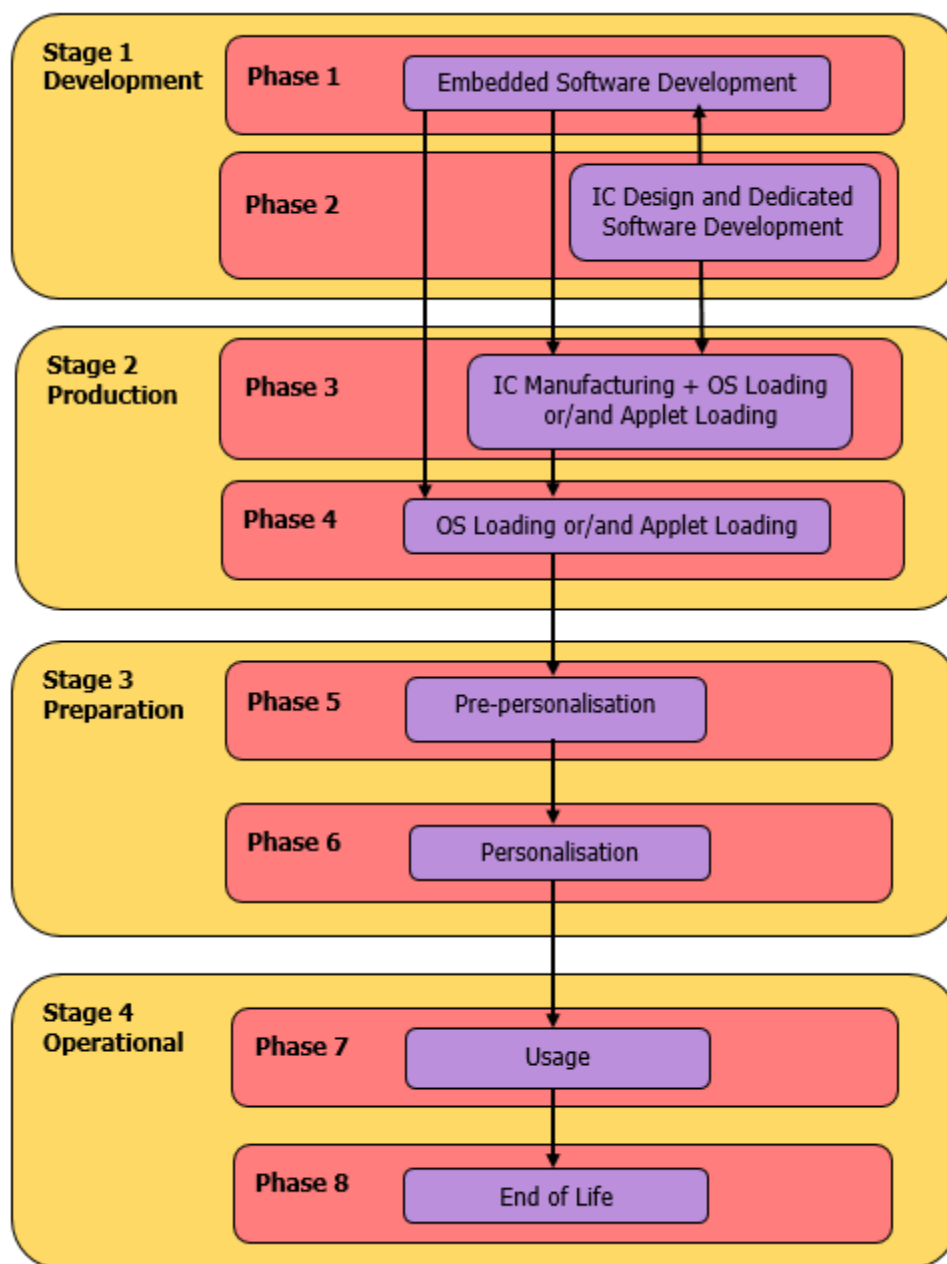 Stage 1
Development
Phase 1
Embedded Software Development
Phase 2
IC Design and Dedicated
Software Development
Stage 2
Production
Phase 3
IC Manufacturing + OS Loading
or/and Applet Loading
Phase 4
OS Loading or/and Applet Loading
Stage 3
Preparation
Phase 5
Pre-personalisation
Phase 6
Personalisation
Stage 4
Operational
Phase 7
Usage
Phase 8
End of Life